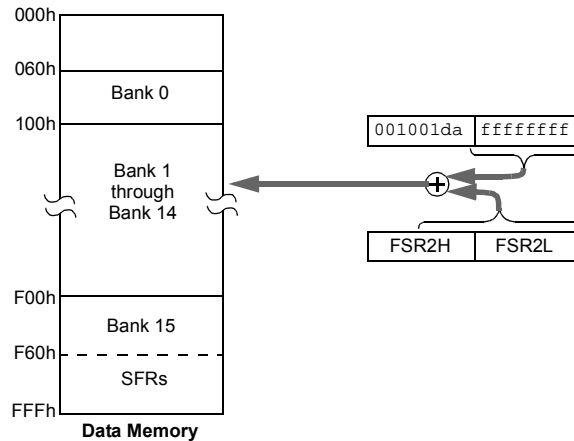 000h
060h
Bank 0
100h
001001da ffffffff
Bank 1
through
Bank 14
FSR2H FSR2L
F00h
Bank 15
F60h
SFRs
FFFh
Data Memory